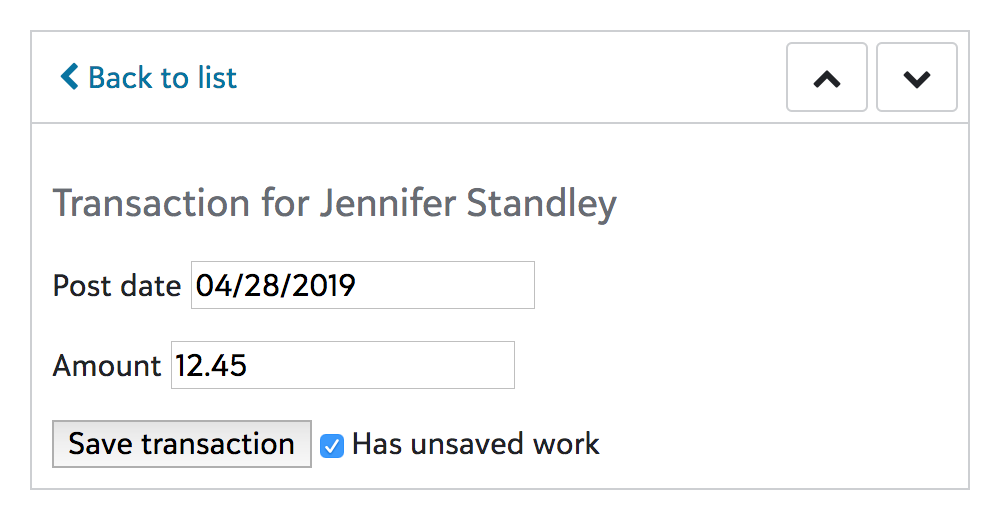 Back to list
Transaction for Jennifer Standley
Post date 04/28/2019
Amount 12.45
Save transaction Has unsaved work